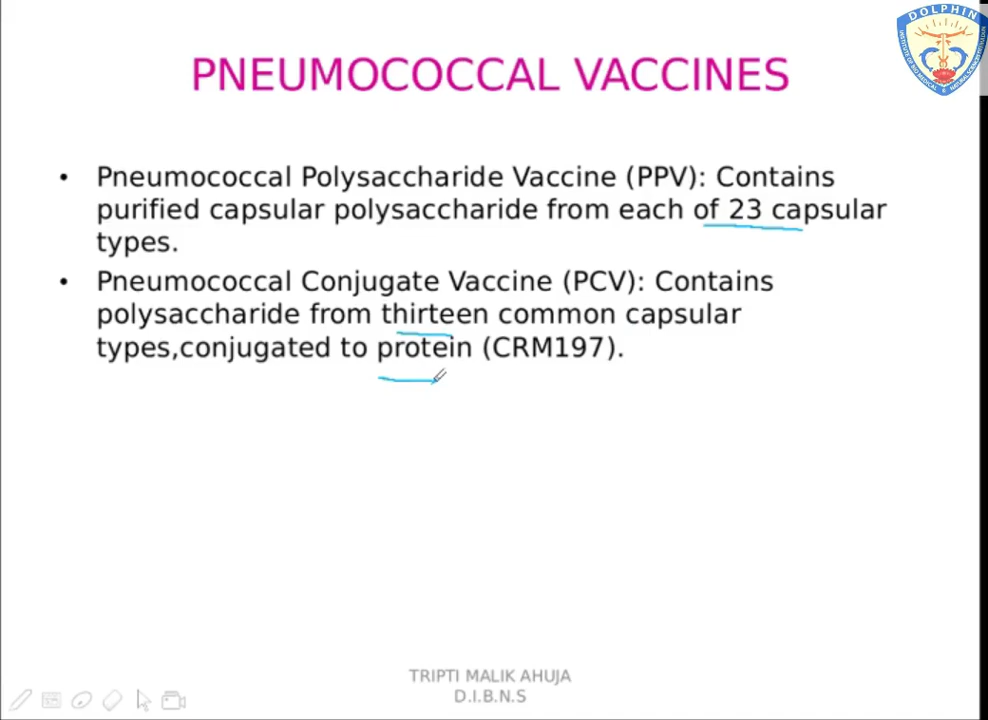 DOLPHIN
PNEUMOCOCCAL VACCINES
• Pneumococcal Polysaccharide Vaccine (PPV): Contains
purified capsular polysaccharide from each of 23 capsular
types.
• Pneumococcal Conjugate Vaccine (PCV): Contains
polysaccharide from thirteen common capsular
types,conjugated to protein (CRM197).
TRIPTI MALIK AHUJA
D.I.B.N.S